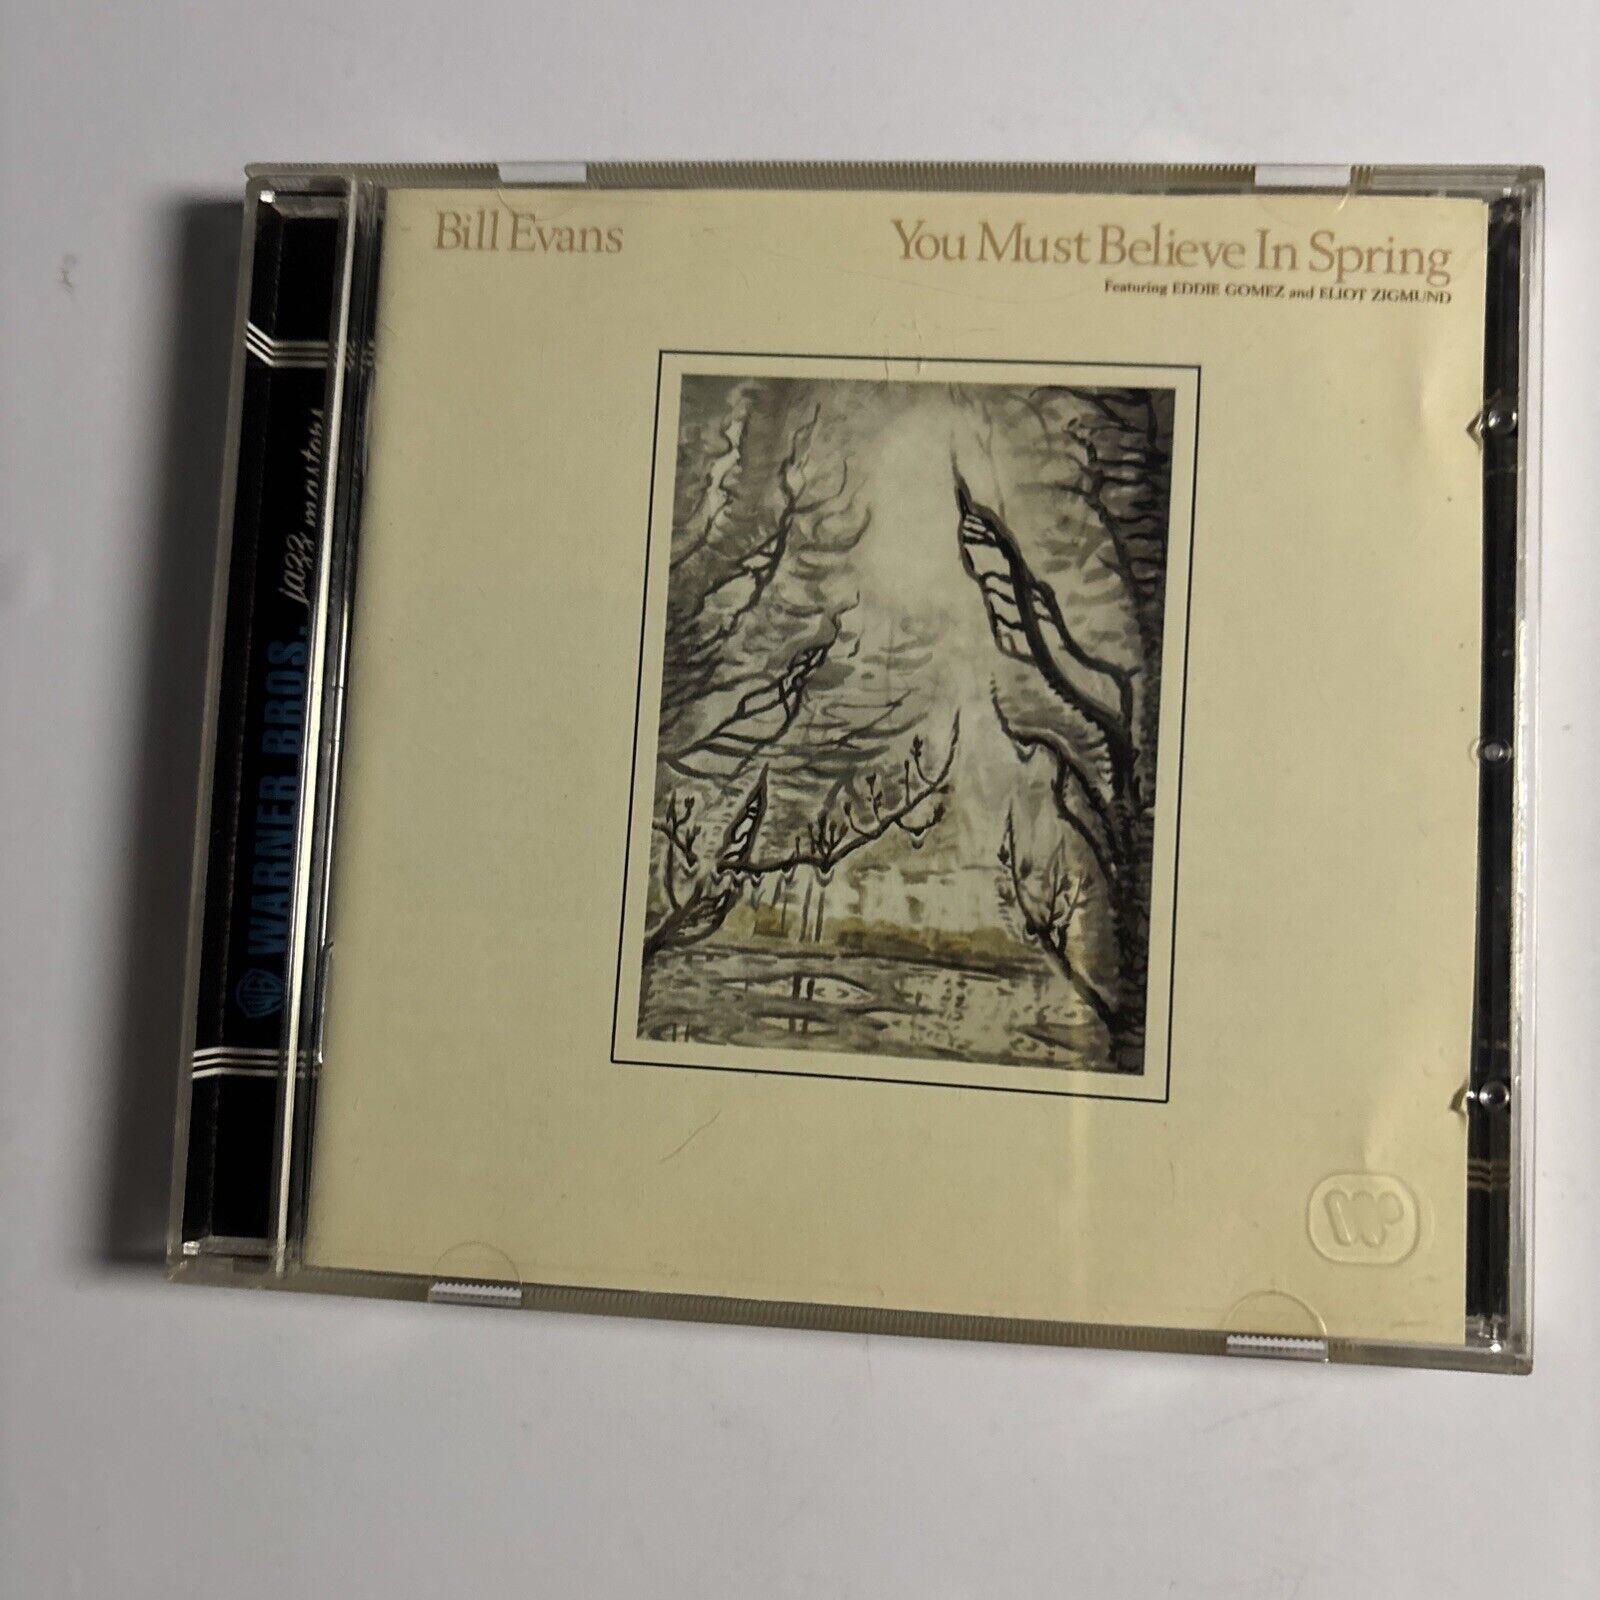 Bill Evans
You Must Believe In Spring
Featuring EDDIE GOMEZ and ELIOT ZIGMUND
WARNER BROS. jazz masters